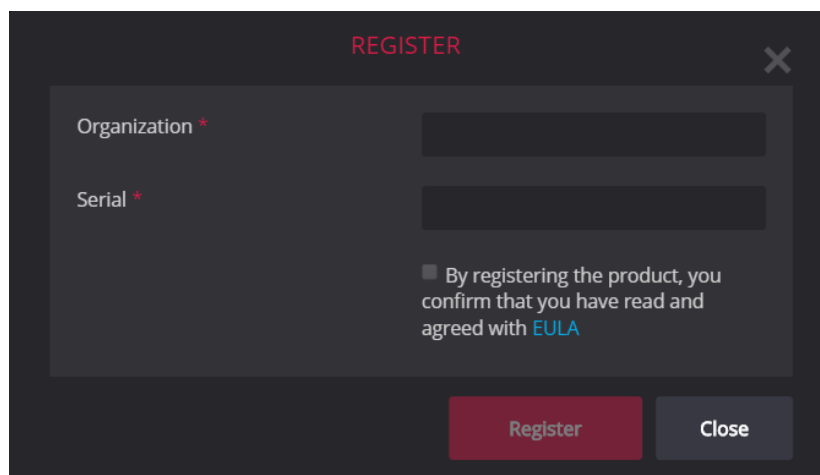 REGISTER
Organization *
Serial *
By registering the product, you
confirm that you have read and
agreed with EULA
Register
Close